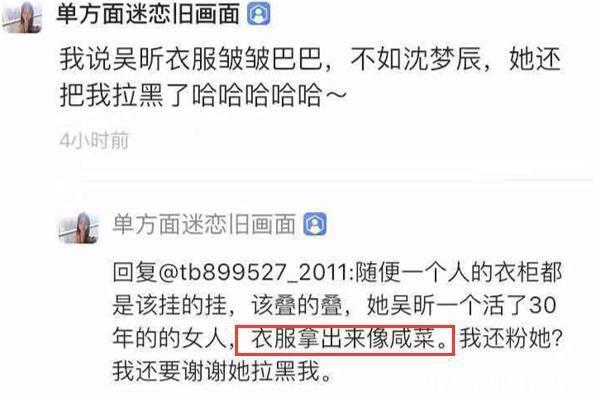 单方面迷恋旧画面
我说吴昕衣服皱皱巴巴，不如沈梦辰，她还
把我拉黑了哈哈哈哈哈～
4小时前
单方面迷恋旧画面
回复@tb899527_2011:随便一个人的衣柜都
是该挂的挂，该叠的叠，她吴昕一个活了30
年的的女人，衣服拿出来像咸菜。我还粉她?
我还要谢谢她拉黑我。